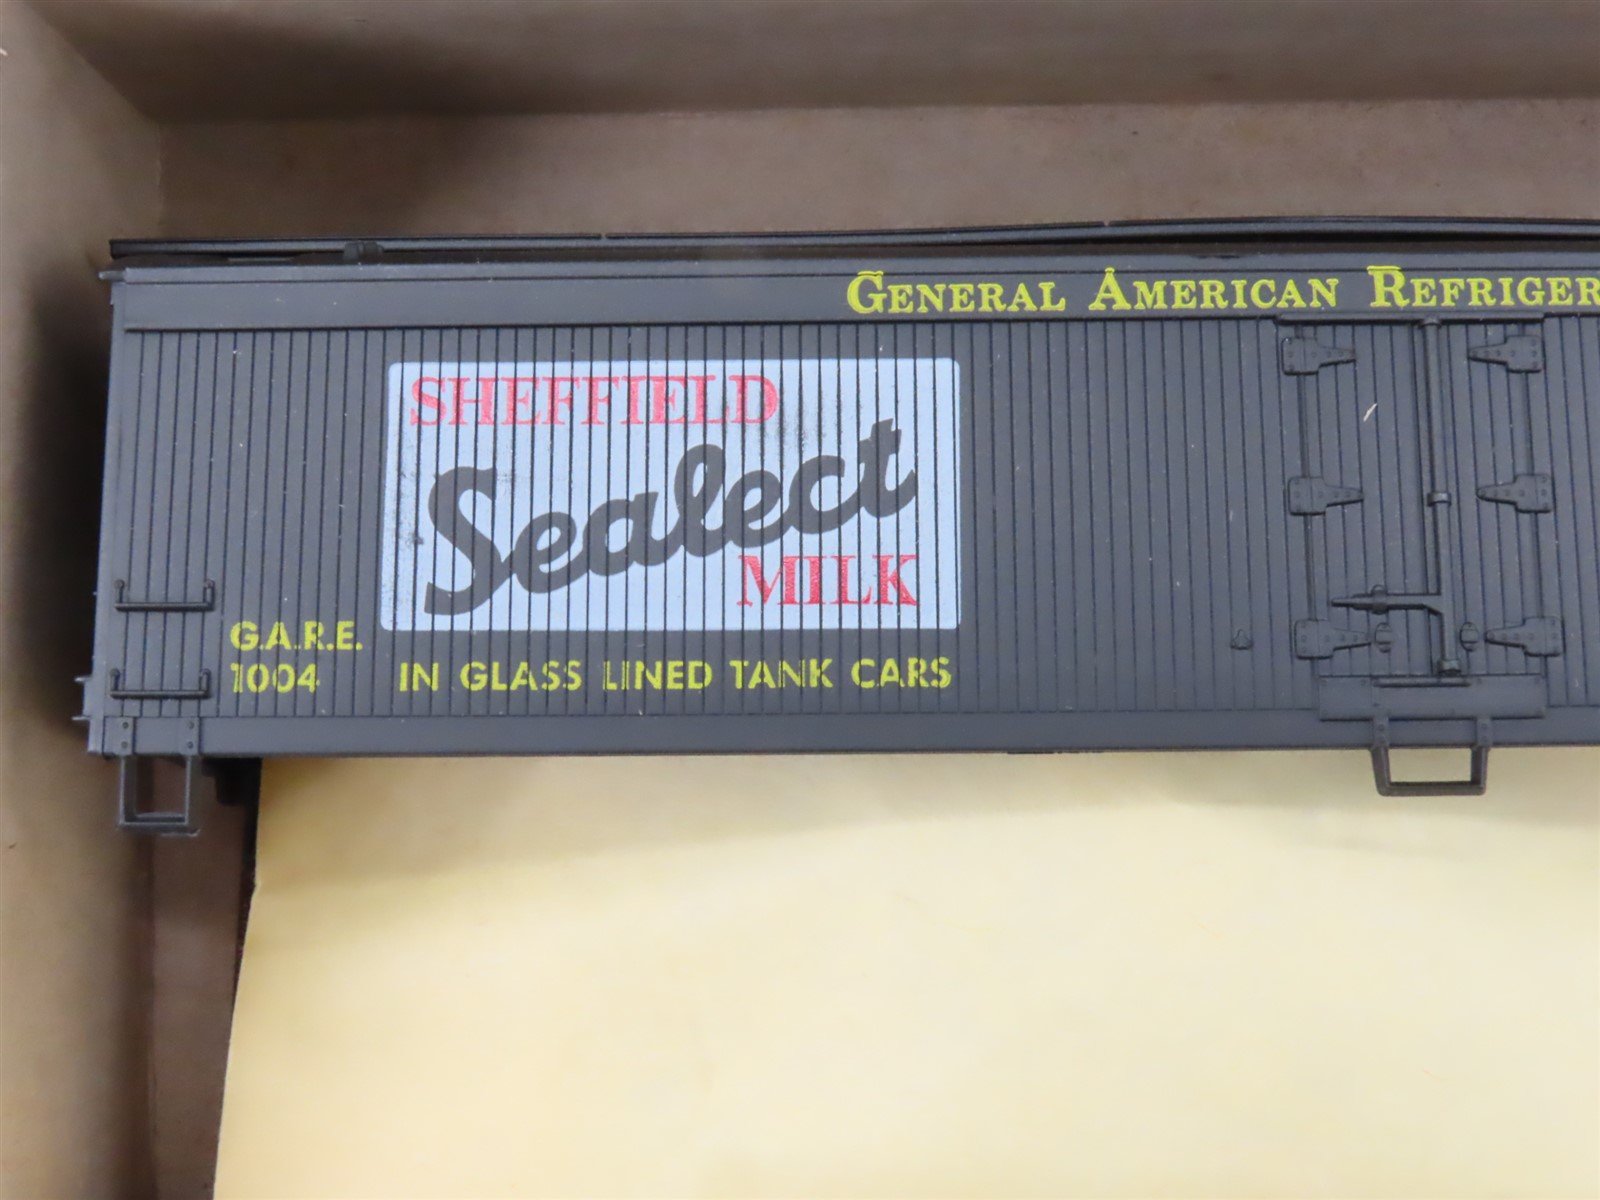 GENERAL AMERICAN REFRIGER
SHEFFIELD
Sealect
MILK
G.A.R.E.
1004
IN GLASS LINED TANK CARS